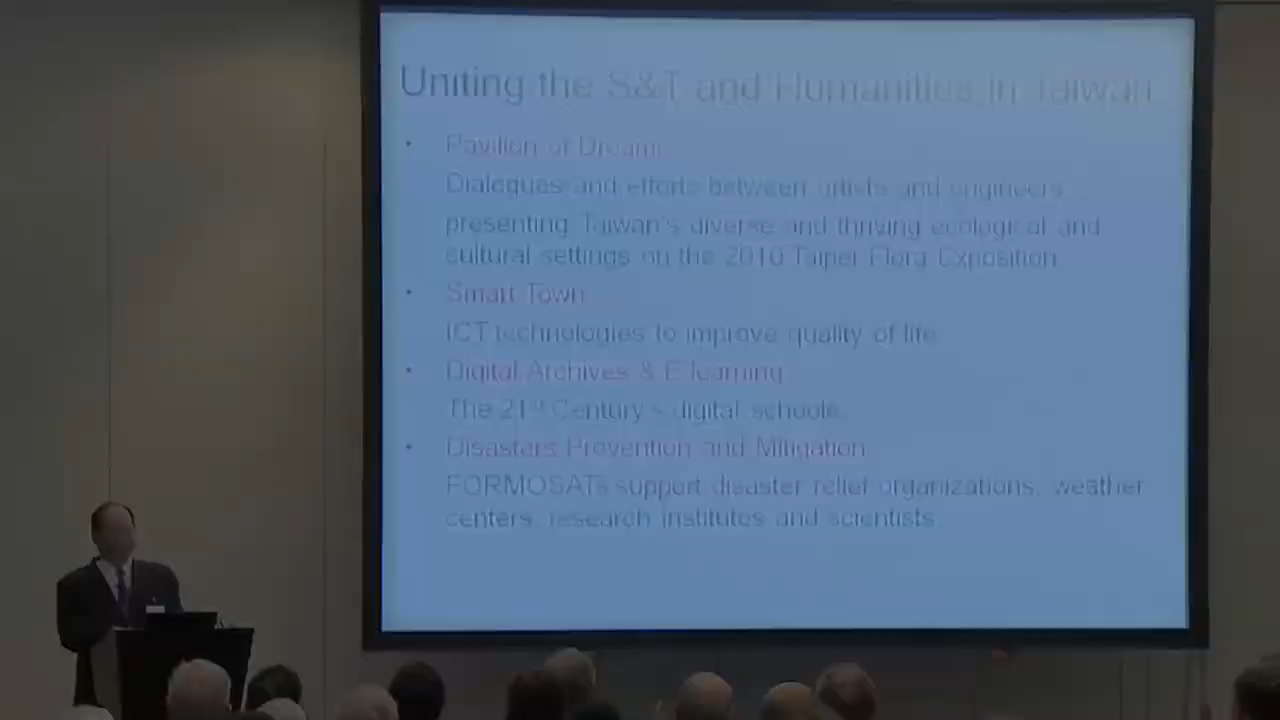 Uniting the S&T and Humanities in Taiwan
• Pavilion of Dreams
Dialogues and efforts between artists and engineers
presenting Taiwan's diverse and thriving ecological and
cultural settings on the 2010 Taipei Flora Exposition
• Smart Town
ICT technologies to improve quality of life
• Digital Archives & E-learning
The 21st Century's digital schools
• Disasters Prevention and Mitigation
FORMOSATs support disaster relief organizations, weather
centers, research institutes and scientists